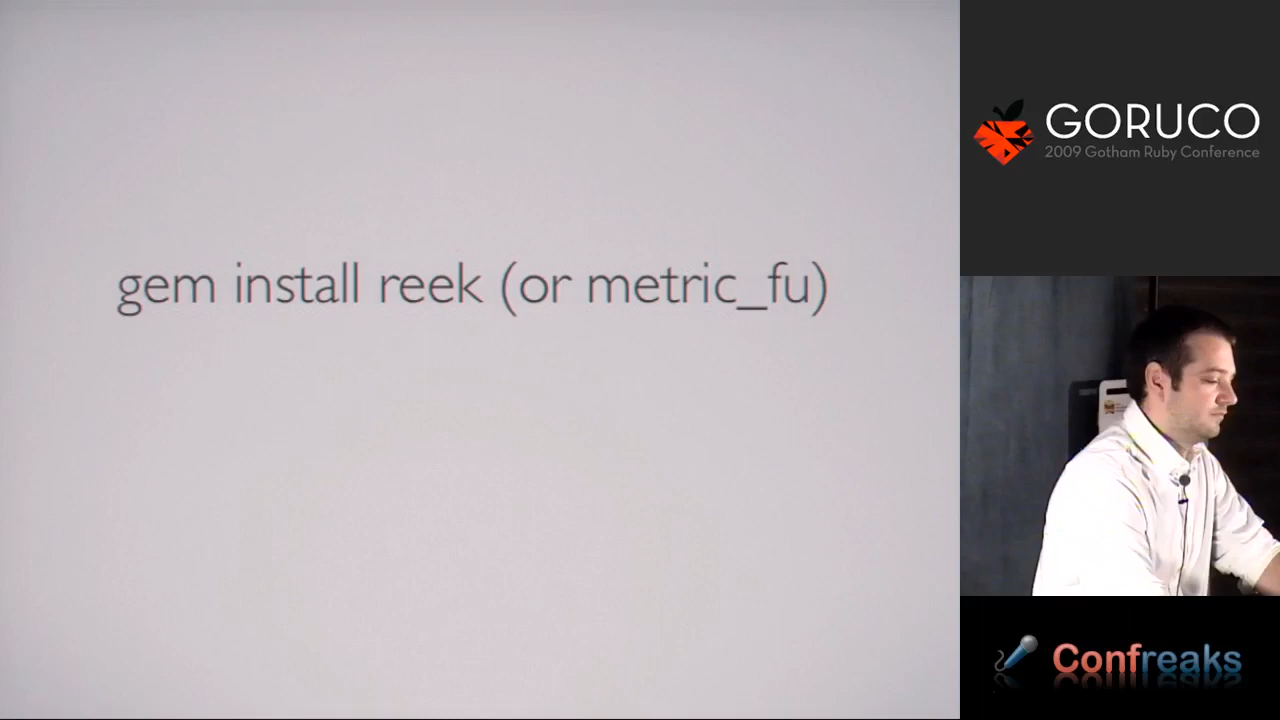 gem install reek (or metric_fu)
GORUCO
2009 Gotham Ruby Conference
Confreaks